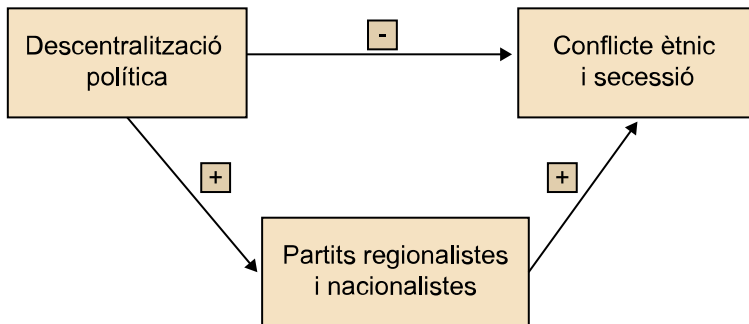 Descentralització
política
-
Conflicte ètnic
i secessió
+
+
Partits regionalistes
i nacionalistes